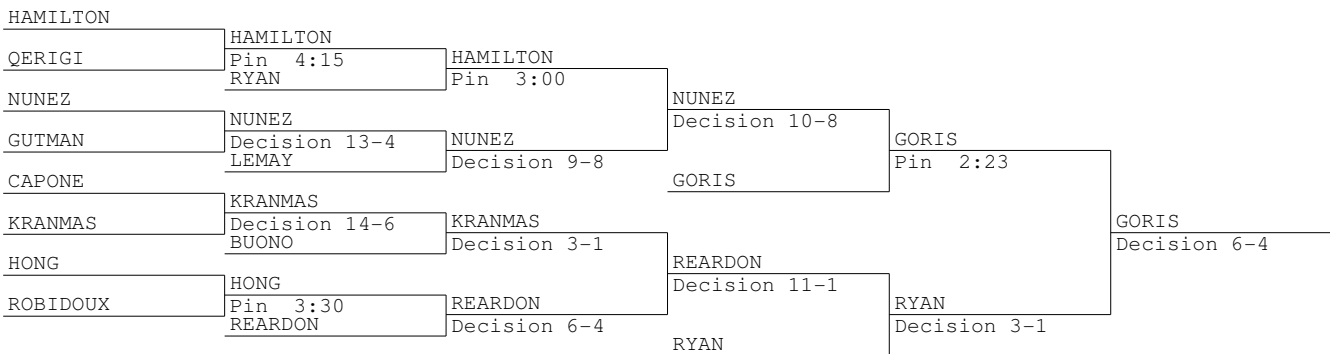 HAMILTON
QERIGI
NUNEZ
GUTMAN
CAPONE
KRANMAS
HONG
ROBIDOUX
HAMILTON
Pin 4:15
RYAN
NUNEZ
Decision 13-4
LEMAY
KRANMAS
Decision 14-6
BUONO
HONG
Pin 3:30
REARDON
HAMILTON
Pin 3:00
NUNEZ
Decision 9-8
KRANMAS
Decision 3-1
REARDON
Decision 6-4
NUNEZ
Decision 10-8
GORIS
REARDON
Decision 11-1
RYAN
GORIS
Pin 2:23
RYAN
Decision 3-1
GORIS
Decision 6-4